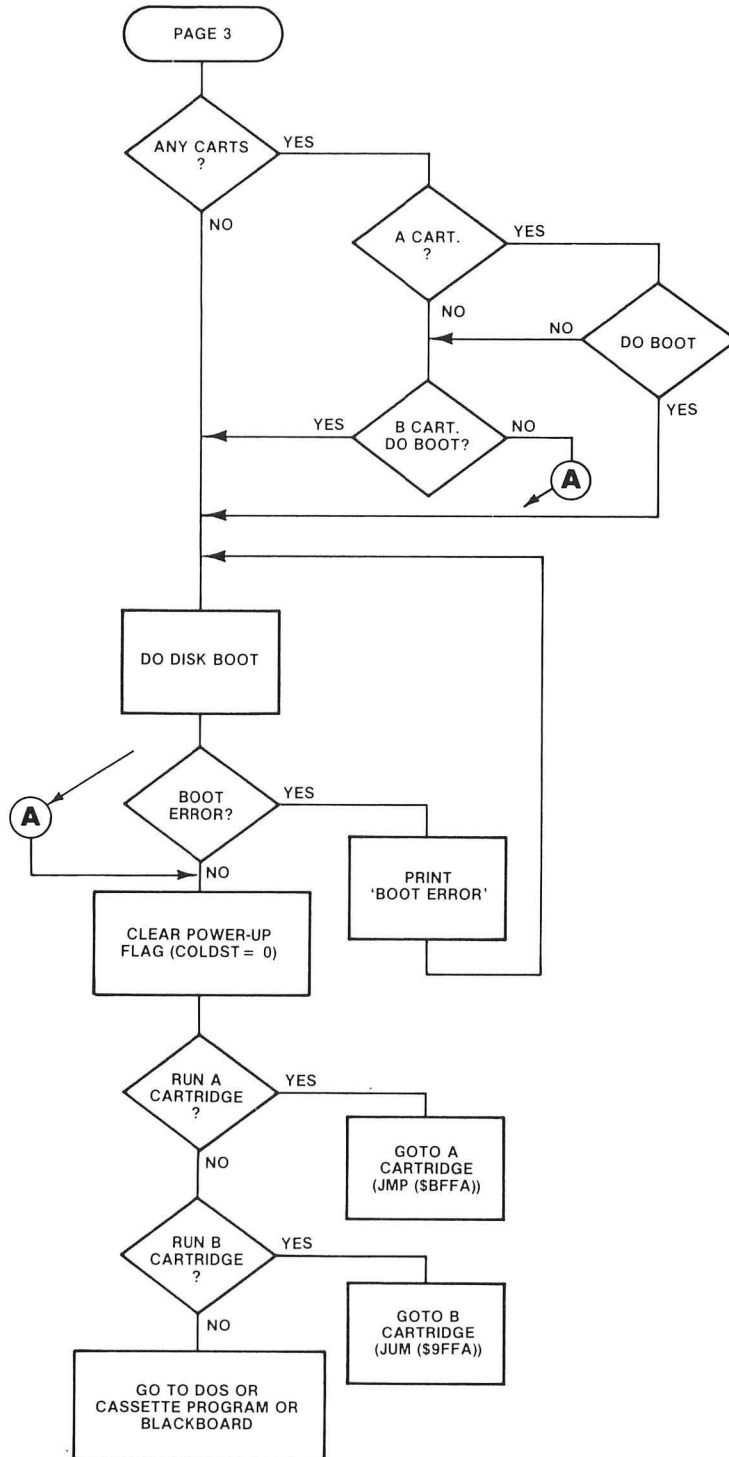 PAGE 3
ANY CARTS
?
YES
NO
A CART.
?
YES
NO
DO BOOT
NO
YES
B CART.
DO BOOT?
YES
NO
A
DO DISK BOOT
A
BOOT
ERROR?
YES
NO
PRINT
'BOOT ERROR'
CLEAR POWER-UP
FLAG (COLDST = 0)
RUN A
CARTRIDGE
?
YES
NO
GOTO A
CARTRIDGE
(JMP ($BFFA))
RUN B
CARTRIDGE
?
YES
NO
GOTO B
CARTRIDGE
(JUM ($9FFA))
GO TO DOS OR
CASSETTE PROGRAM OR
BLACKBOARD